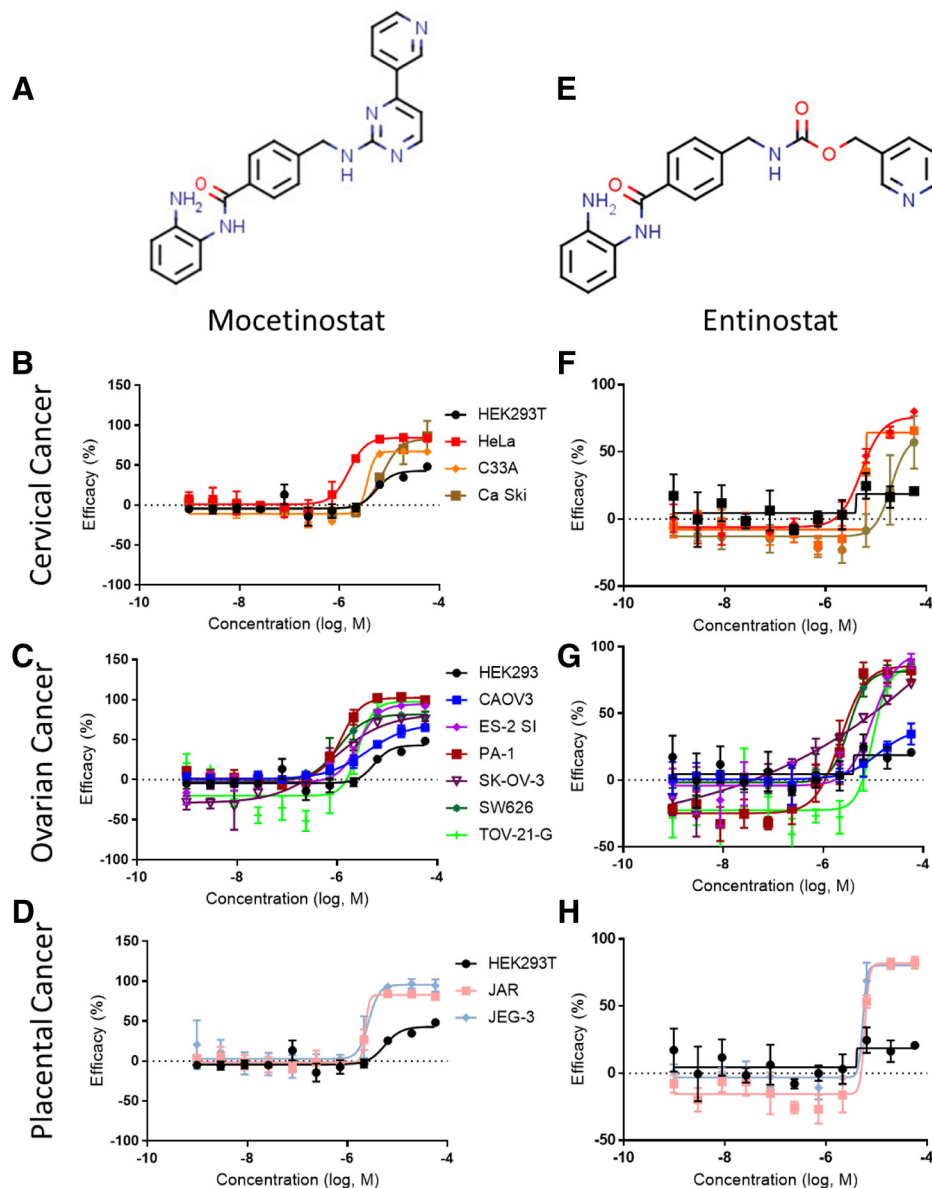 A
N
N
N
N
H
O
NH2
NH
Mocetinostat
E
O
N
H
O
N
O
NH2
NH
Entinostat
Cervical Cancer
B
Efficacy (%)
150
100
50
0
-50
-100
-10
-8
-6
-4
Concentration (log, M)
HEK293T
HeLa
C33A
Ca Ski
F
Efficacy (%)
100
50
0
-50
-10
-8
-6
-4
Concentration (log, M)
Ovarian Cancer
C
Efficacy (%)
150
100
50
0
-50
-100
-10
-8
-6
-4
Concentration (log, M)
HEK293
CAOV3
ES-2 SI
PA-1
SK-OV-3
SW626
TOV-21-G
G
Efficacy (%)
100
50
0
-50
-10
-8
-6
-4
Concentration (log, M)
Placental Cancer
D
Efficacy (%)
150
100
50
0
-50
-100
-10
-8
-6
-4
Concentration (log, M)
HEK293T
JAR
JEG-3
H
Efficacy (%)
100
50
0
-50
-10
-8
-6
-4
Concentration (log, M)